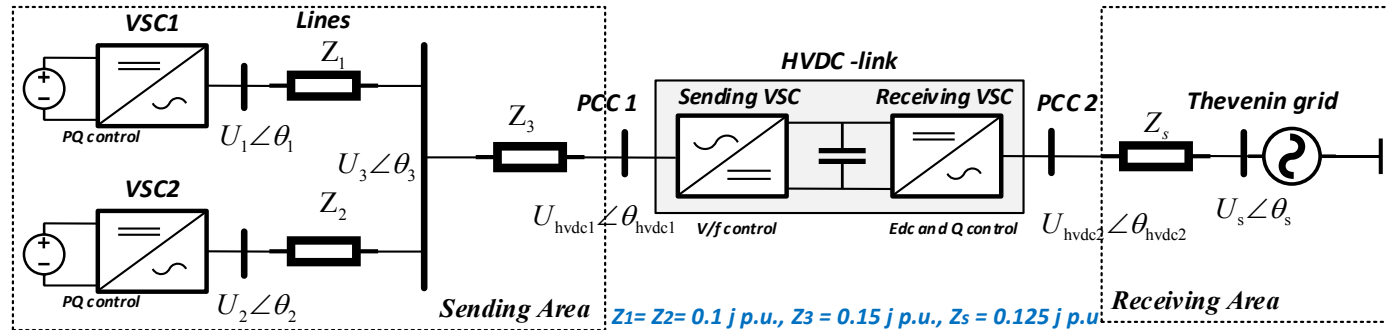 VSC1
Lines
Z1
PQ control
U1∠θ1
VSC2
Z2
PQ control
U2∠θ2
U3∠θ3
Z3
Sending Area
PCC 1
Uhvdc1∠θhvdc1
HVDC -link
Sending VSC
Receiving VSC
V/f control
Edc and Q control
PCC 2
Uhvdc2∠θhvdc2
Zs
Thevenin grid
Us∠θs
Receiving Area
Z1= Z2= 0.1 j p.u., Z3 = 0.15 j p.u., Zs = 0.125 j p.u